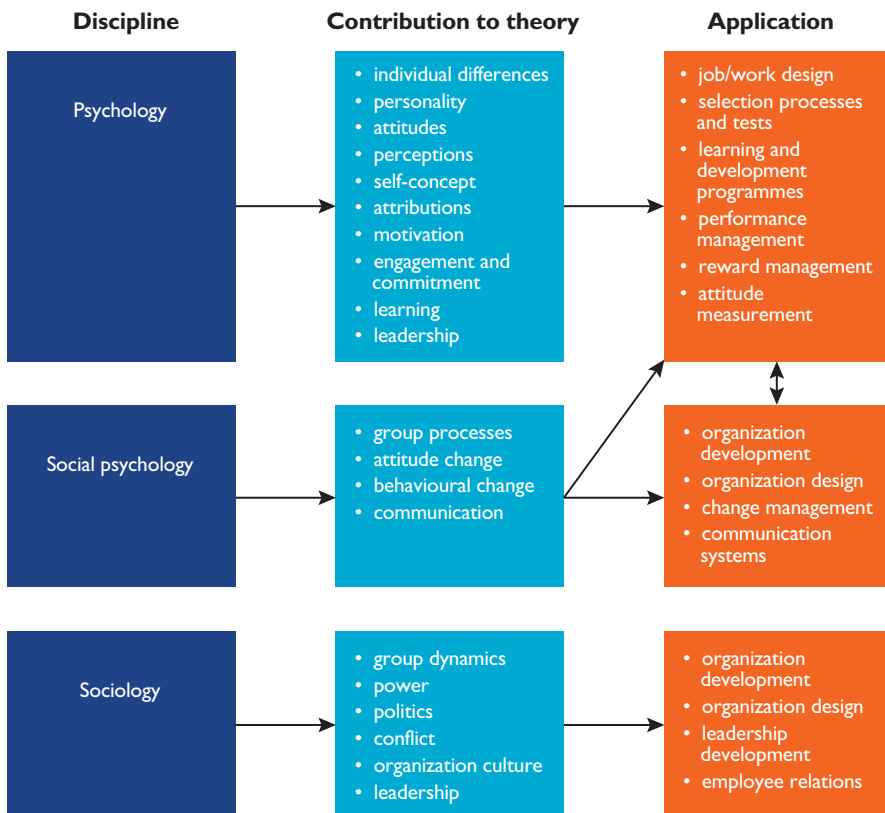 Discipline
Contribution to theory
Application
Psychology
• individual differences
• personality
• attitudes
• perceptions
• self-concept
• attributions
• motivation
• engagement and
commitment
• learning
• leadership
• job/work design
• selection processes
and tests
• learning and
development
programmes
• performance
management
• reward management
• attitude
measurement
Social psychology
• group processes
• attitude change
• behavioural change
• communication
• organization
development
• organization design
• change management
• communication
systems
Sociology
• group dynamics
• power
• politics
• conflict
• organization culture
• leadership
• organization
development
• organization design
• leadership
development
• employee relations